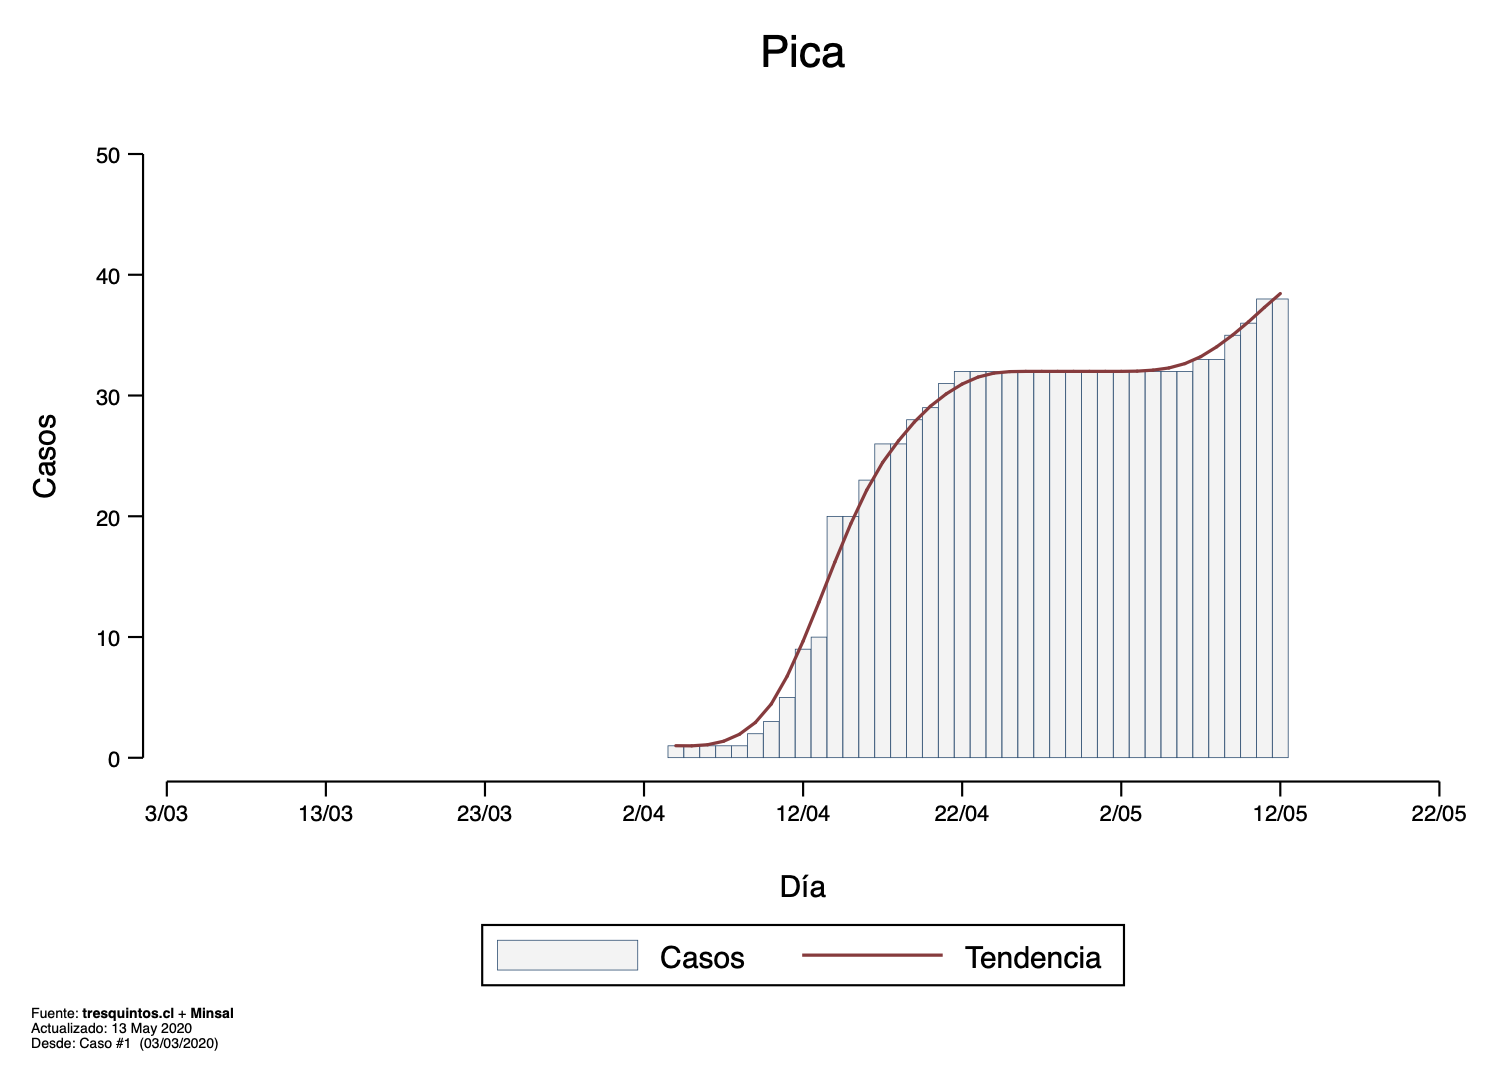 Pica
50
40
30
20
10
0
Casos
3/03 13/03 23/03 2/04 12/04 22/04 2/05 12/05 22/05
Día
Casos Tendencia
Fuente: tresquintos.cl + Minsal
Actualizado: 13 May 2020
Desde: Caso #1 (03/03/2020)